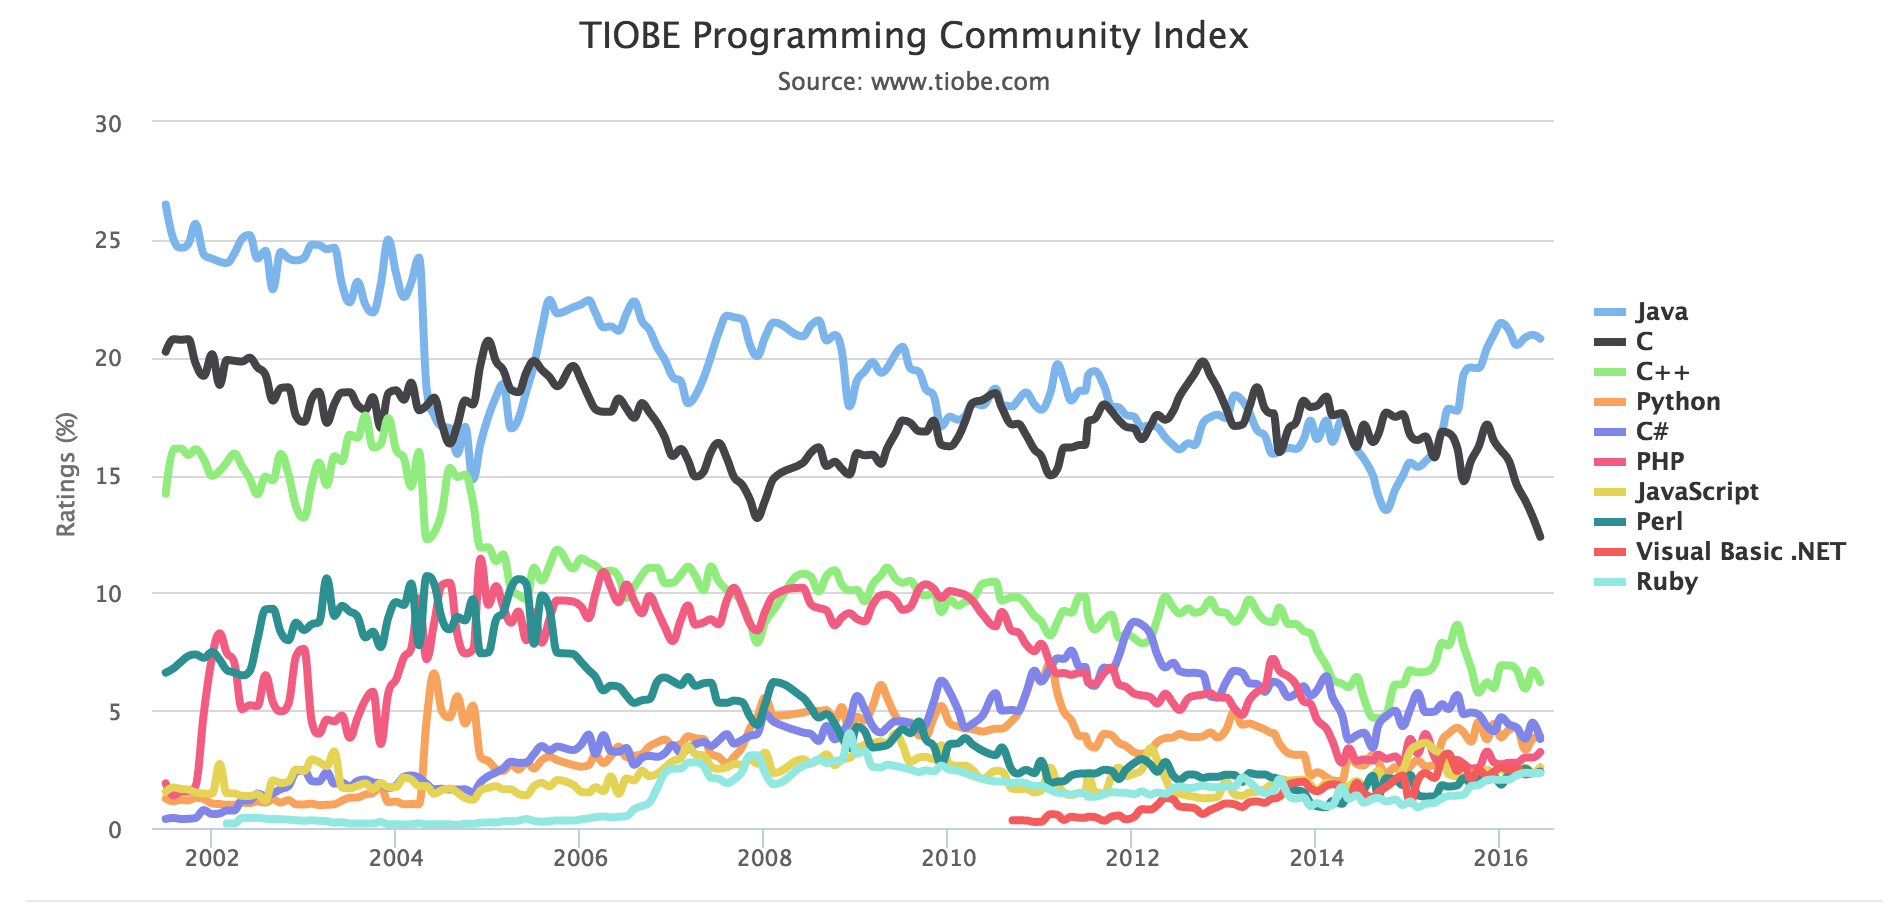 TIOBE Programming Community Index
Source: www.tiobe.com
30
25
20
15
10
5
0
Ratings (%)
2002 2004 2006 2008 2010 2012 2014 2016
Java
C
C++
Python
C#
PHP
JavaScript
Perl
Visual Basic .NET
Ruby